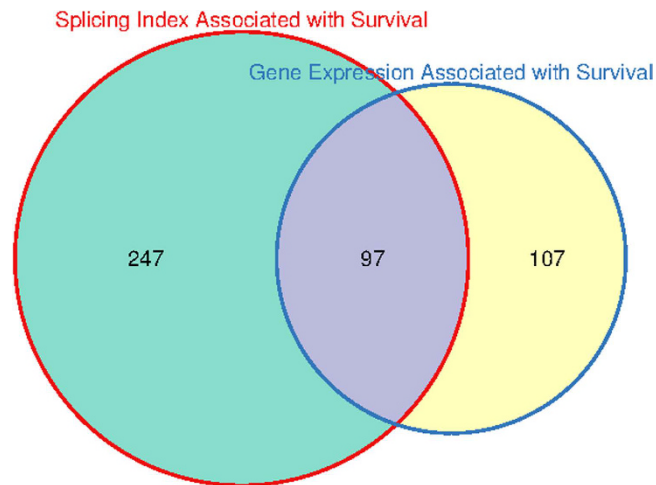 Splicing Index Associated with Survival
Gene Expression Associated with Survival
247
97
107